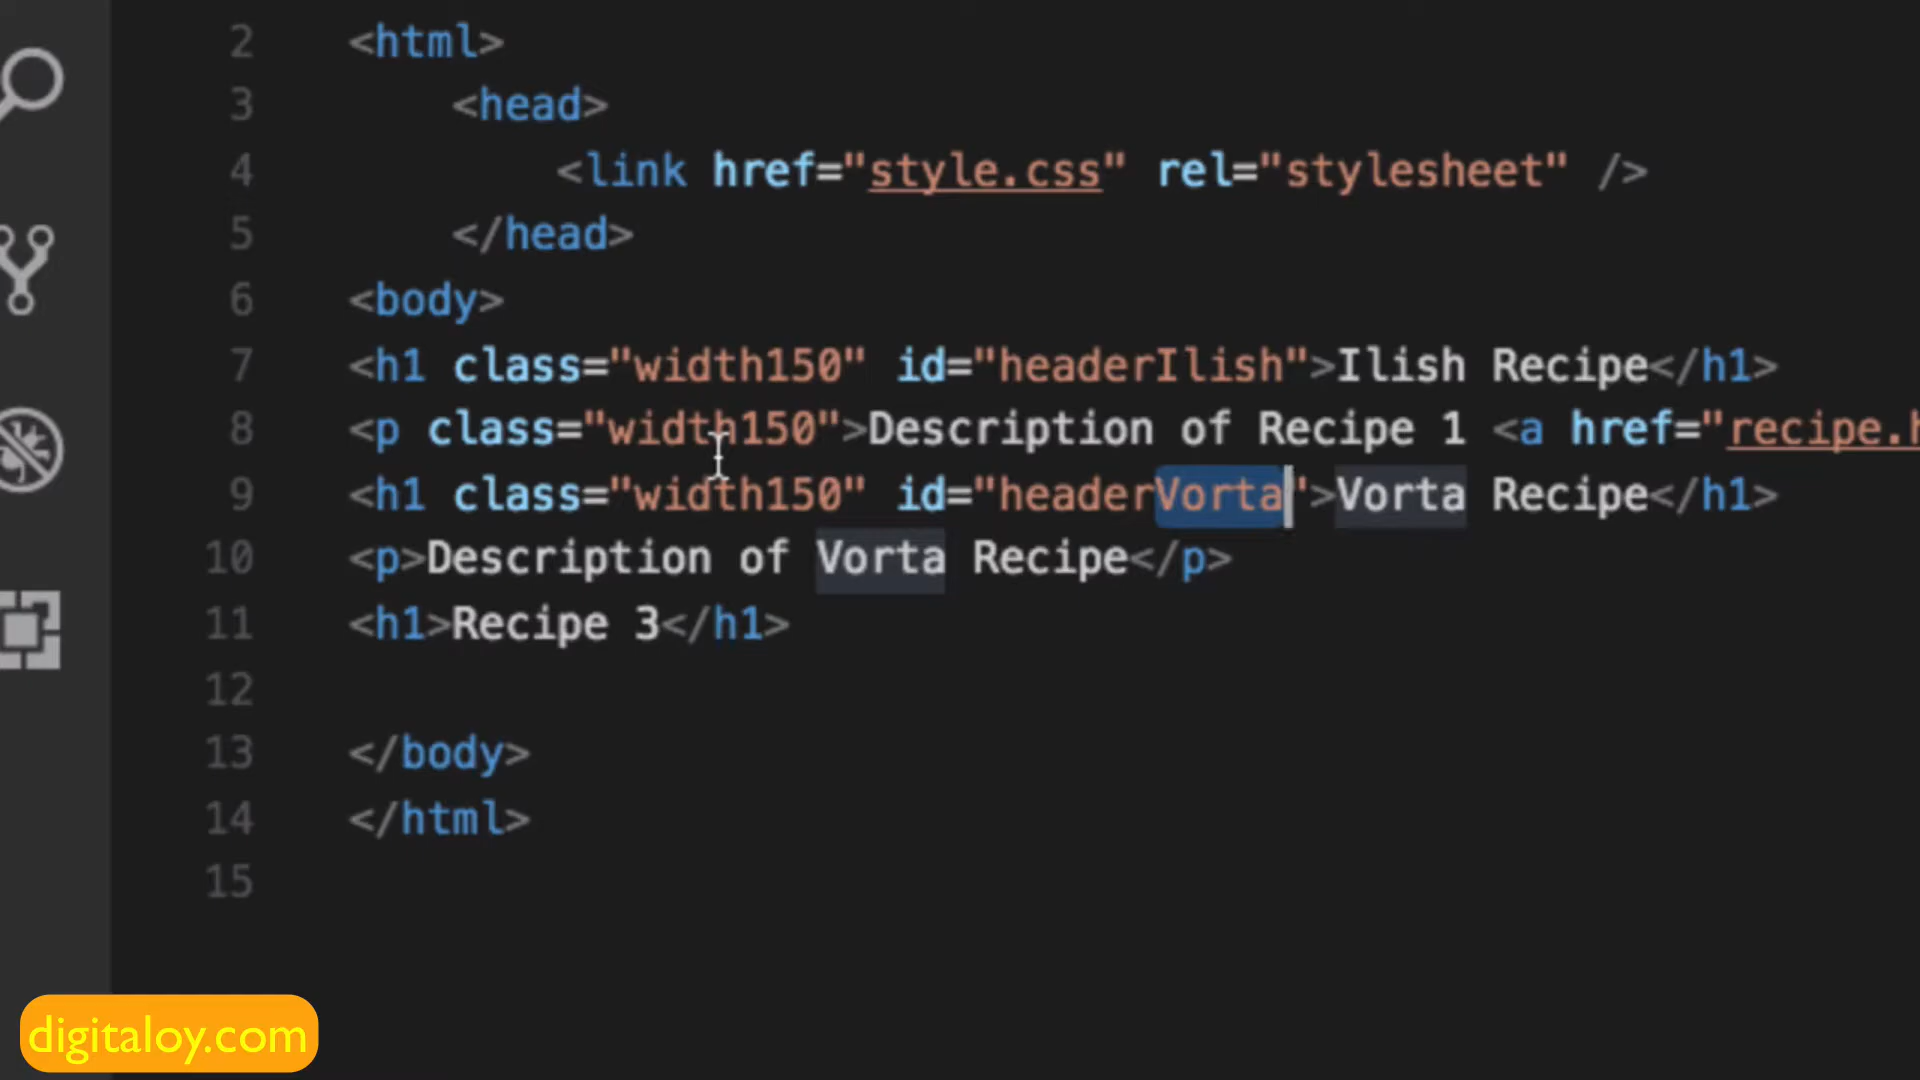 2 <html>
3 <head>
4 <link href="style.css" rel="stylesheet" />
5 </head>
6 <body>
7 <h1 class="width150" id="headerIlish">Ilish Recipe</h1>
8 <p class="width150">Description of Recipe 1 <a href="recipe.h
9 <h1 class="width150" id="headerVorta">Vorta Recipe</h1>
10 <p>Description of Vorta Recipe</p>
11 <h1>Recipe 3</h1>
12
13 </body>
14 </html>
15
digitaloy.com